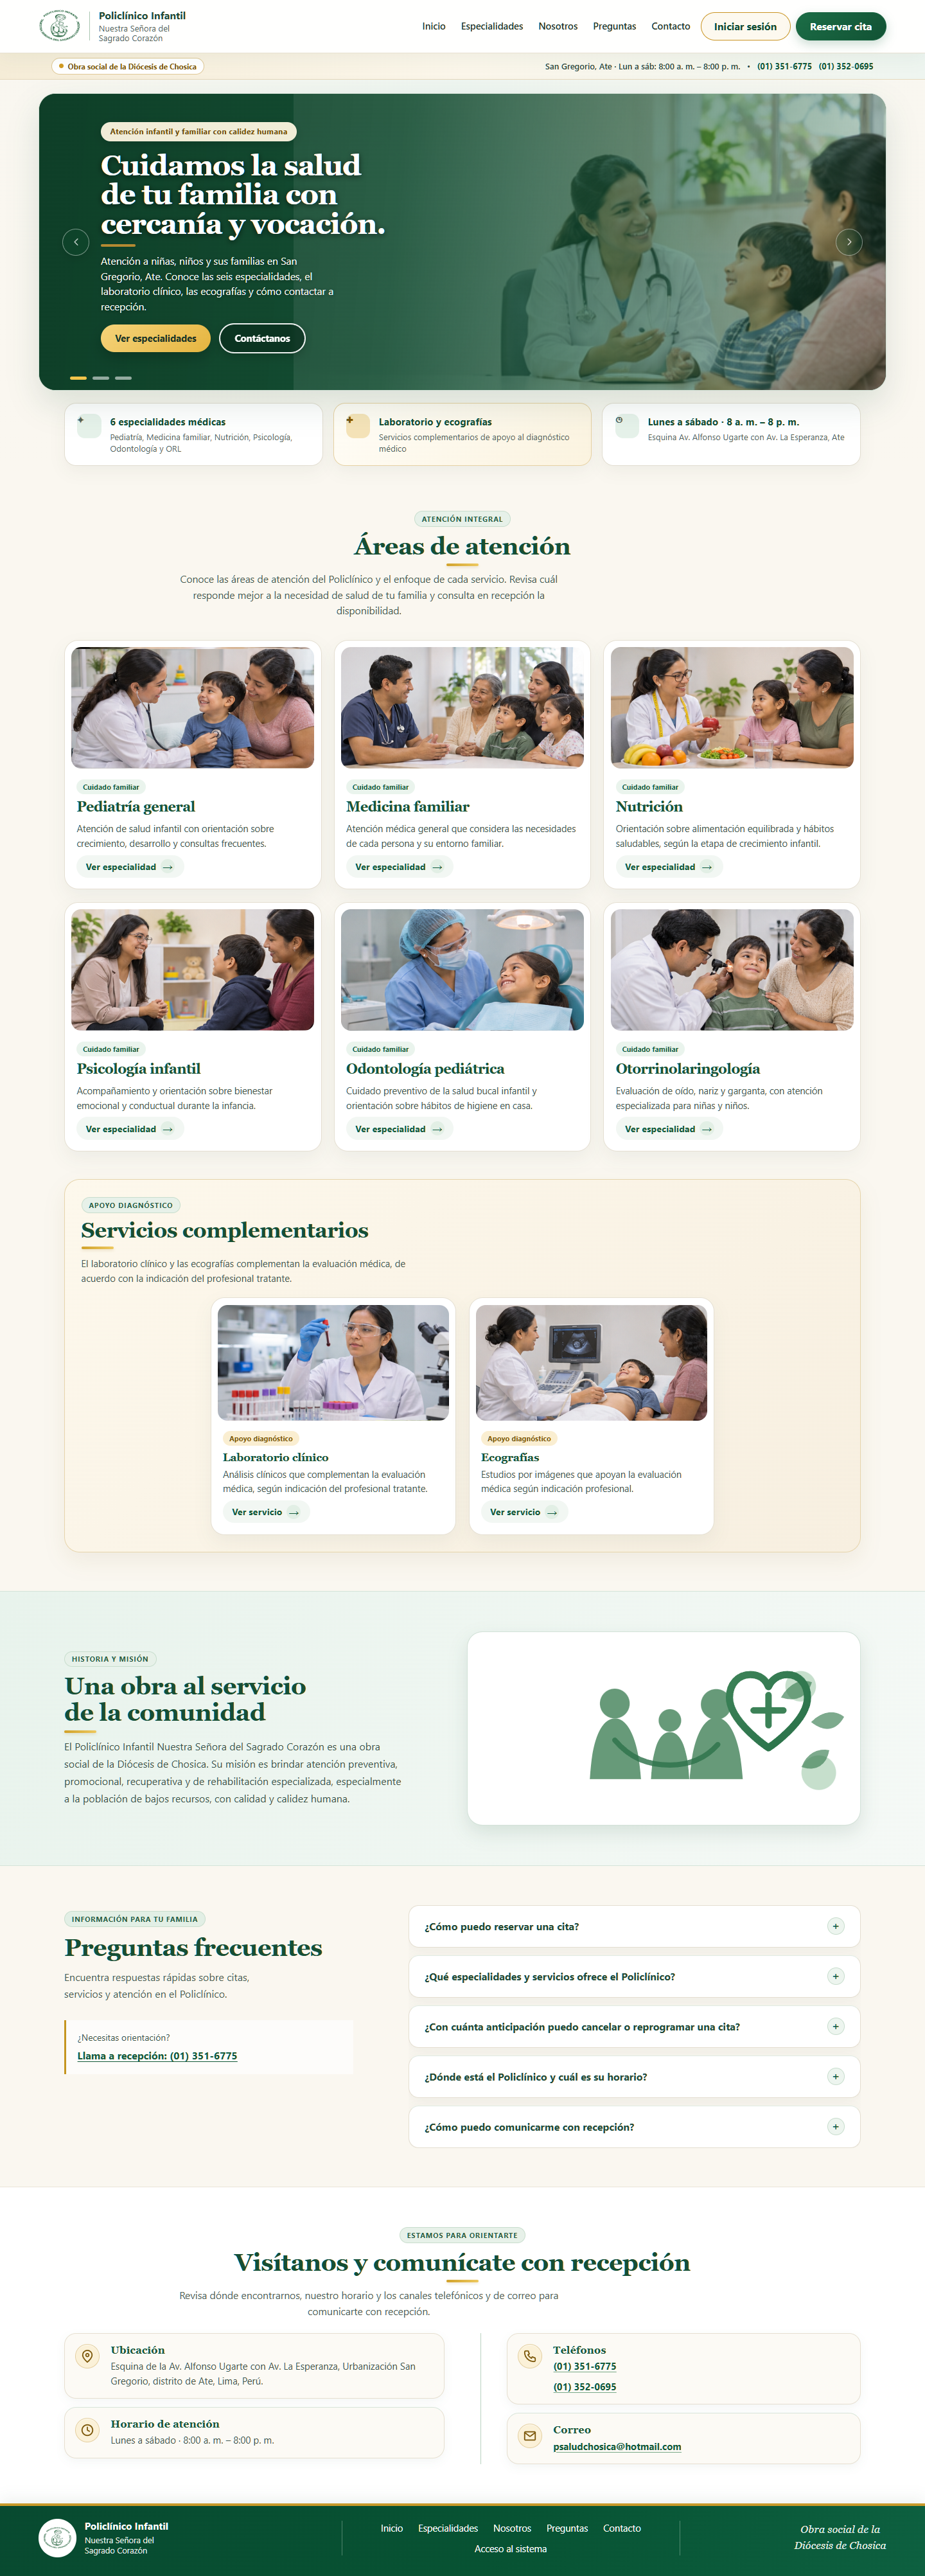 Policlínico Infantil
Nuestra Señora del
Sagrado Corazón
Inicio Especialidades Nosotros Preguntas Contacto Iniciar sesión Reservar cita
Obra social de la Diócesis de Chosica
San Gregorio, Ate · Lun a sáb: 8:00 a. m. – 8:00 p. m. • (01) 351-6775 (01) 352-0695
Atención infantil y familiar con calidez humana
Cuidamos la salud
de tu familia con
cercanía y vocación.
Atención a niñas, niños y sus familias en San
Gregorio, Ate. Conoce las seis especialidades, el
laboratorio clínico, las ecografías y cómo contactar a
recepción.
Ver especialidades Contáctanos
6 especialidades médicas
Pediatría, Medicina familiar, Nutrición, Psicología,
Odontología y ORL
Laboratorio y ecografías
Servicios complementarios de apoyo al diagnóstico
médico
Lunes a sábado · 8 a. m. – 8 p. m.
Esquina Av. Alfonso Ugarte con Av. La Esperanza, Ate
ATENCIÓN INTEGRAL
Áreas de atención
Conoce las áreas de atención del Policlínico y el enfoque de cada servicio. Revisa cuál
responde mejor a la necesidad de salud de tu familia y consulta en recepción la
disponibilidad.
Cuidado familiar
Pediatría general
Atención de salud infantil con orientación sobre
crecimiento, desarrollo y consultas frecuentes.
Ver especialidad →
Cuidado familiar
Medicina familiar
Atención médica general que considera las necesidades
de cada persona y su entorno familiar.
Ver especialidad →
Cuidado familiar
Nutrición
Orientación sobre alimentación equilibrada y hábitos
saludables, según la etapa de crecimiento infantil.
Ver especialidad →
Cuidado familiar
Psicología infantil
Acompañamiento y orientación sobre bienestar
emocional y conductual durante la infancia.
Ver especialidad →
Cuidado familiar
Odontología pediátrica
Cuidado preventivo de la salud bucal infantil y
orientación sobre hábitos de higiene en casa.
Ver especialidad →
Cuidado familiar
Otorrinolaringología
Evaluación de oído, nariz y garganta, con atención
especializada para niñas y niños.
Ver especialidad →
APOYO DIAGNÓSTICO
Servicios complementarios
El laboratorio clínico y las ecografías complementan la evaluación médica, de
acuerdo con la indicación del profesional tratante.
Apoyo diagnóstico
Laboratorio clínico
Análisis clínicos que complementan la evaluación
médica, según indicación del profesional tratante.
Ver servicio →
Apoyo diagnóstico
Ecografías
Estudios por imágenes que apoyan la evaluación
médica según indicación profesional.
Ver servicio →
HISTORIA Y MISIÓN
Una obra al servicio
de la comunidad
El Policlínico Infantil Nuestra Señora del Sagrado Corazón es una obra
social de la Diócesis de Chosica. Su misión es brindar atención preventiva,
promocional, recuperativa y de rehabilitación especializada, especialmente
a la población de bajos recursos, con calidad y calidez humana.
INFORMACIÓN PARA TU FAMILIA
Preguntas frecuentes
Encuentra respuestas rápidas sobre citas,
servicios y atención en el Policlínico.
¿Necesitas orientación?
Llama a recepción: (01) 351-6775
¿Cómo puedo reservar una cita? +
¿Qué especialidades y servicios ofrece el Policlínico? +
¿Con cuánta anticipación puedo cancelar o reprogramar una cita? +
¿Dónde está el Policlínico y cuál es su horario? +
¿Cómo puedo comunicarme con recepción? +
ESTAMOS PARA ORIENTARTE
Visítanos y comunícate con recepción
Revisa dónde encontrarnos, nuestro horario y los canales telefónicos y de correo para
comunicarte con recepción.
Ubicación
Esquina de la Av. Alfonso Ugarte con Av. La Esperanza, Urbanización San
Gregorio, distrito de Ate, Lima, Perú.
Horario de atención
Lunes a sábado · 8:00 a. m. – 8:00 p. m.
Teléfonos
(01) 351-6775
(01) 352-0695
Correo
psaludchosica@hotmail.com
Policlínico Infantil
Nuestra Señora del
Sagrado Corazón
Inicio Especialidades Nosotros Preguntas Contacto
Acceso al sistema
Obra social de la
Diócesis de Chosica